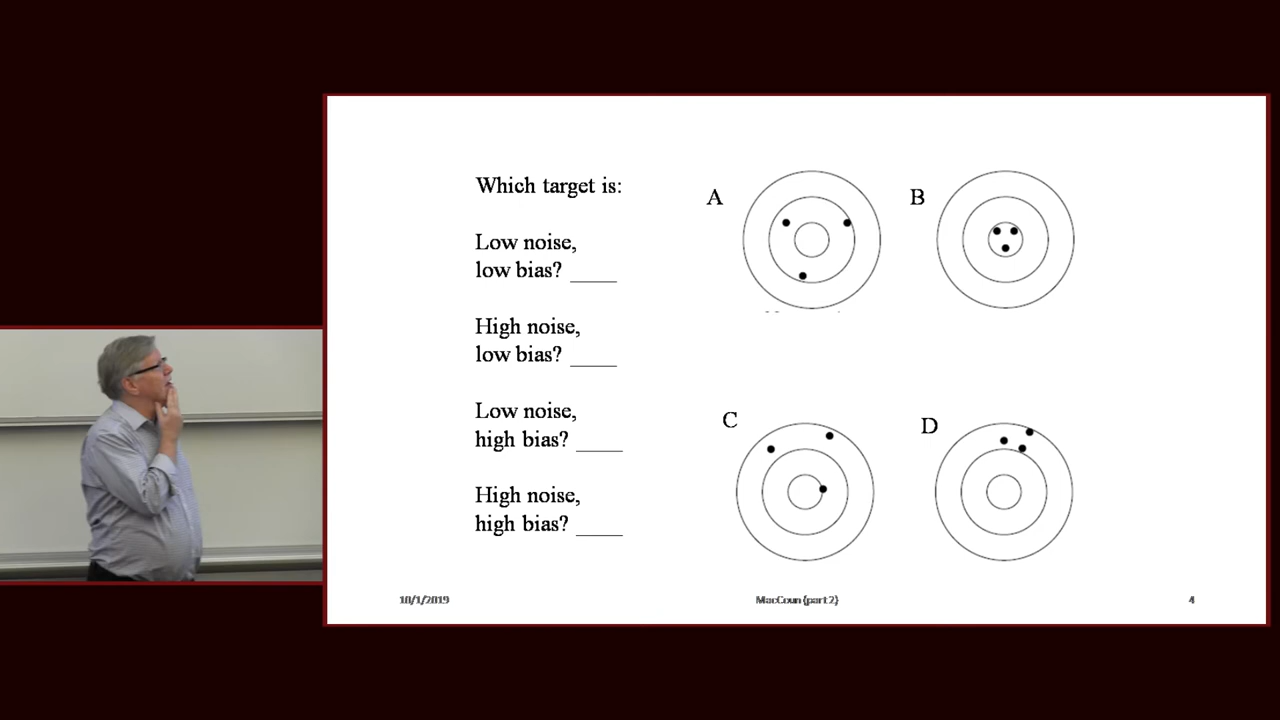 Which target is:
Low noise,
low bias? ____
High noise,
low bias? ____
Low noise,
high bias? ____
High noise,
high bias? ____
A
B
C
D
10/1/2019
MacCoun (part 2)
4